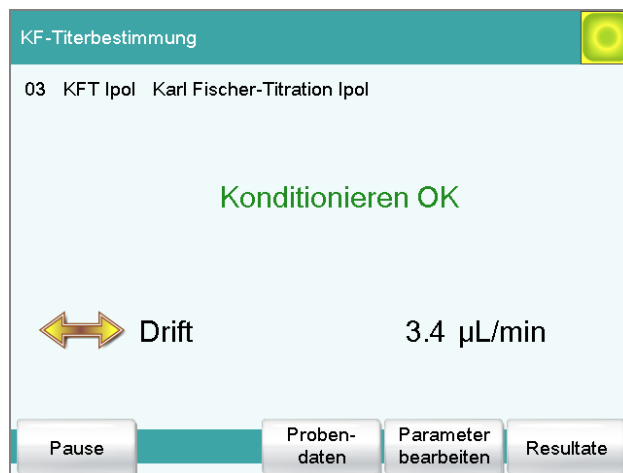 KF-Titerbestimmung
03 KFT Ipol Karl Fischer-Titration Ipol
Konditionieren OK
Drift 3.4 µL/min
Pause
Proben-
daten
Parameter
bearbeiten
Resultate